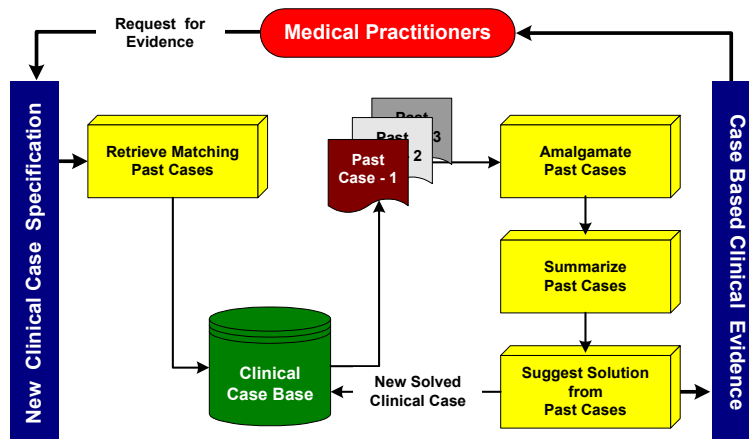 Request for
Evidence
Medical Practitioners
New Clinical Case Specification
Retrieve Matching
Past Cases
Past
Case - 1
Past
- 2
Past
3
Amalgamate
Past Cases
Summarize
Past Cases
Suggest Solution
from
Past Cases
Clinical
Case Base
New Solved
Clinical Case
Case Based Clinical Evidence